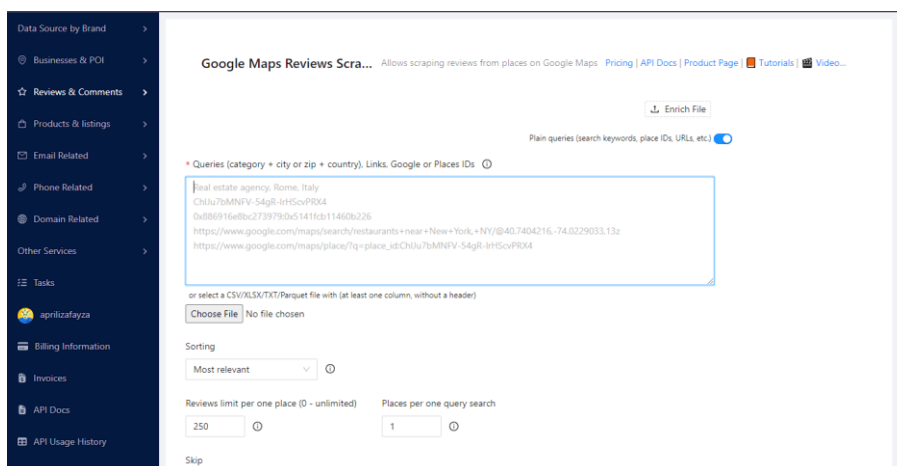 Data Source by Brand
Businesses & POI
Reviews & Comments
Products & listings
Email Related
Phone Related
Domain Related
Other Services
Tasks
aprilizafayza
Billing Information
Invoices
API Docs
API Usage History
Google Maps Reviews Scra... Allows scraping reviews from places on Google Maps Pricing | API Docs | Product Page | Tutorials | Video...
Enrich File
Plain queries (search keywords, place IDs, URLs, etc.)
* Queries (category + city or zip + country), Links, Google or Places IDs
Real estate agency, Rome, Italy
ChIJu7bMNFV-54gR-lrHScvPRX4
0x886916e8bc273979:0x5141fcb11460b226
https://www.google.com/maps/search/restaurants+near+New+York,+NY/@40.7404216,-74.0229033,13z
https://www.google.com/maps/place/?q=place_id:ChIJu7bMNFV-54gR-lrHScvPRX4
or select a CSV/XLSX/TXT/Parquet file with (at least one column, without a header)
Choose File No file chosen
Sorting
Most relevant
Reviews limit per one place (0 - unlimited) Places per one query search
250 1
Skip